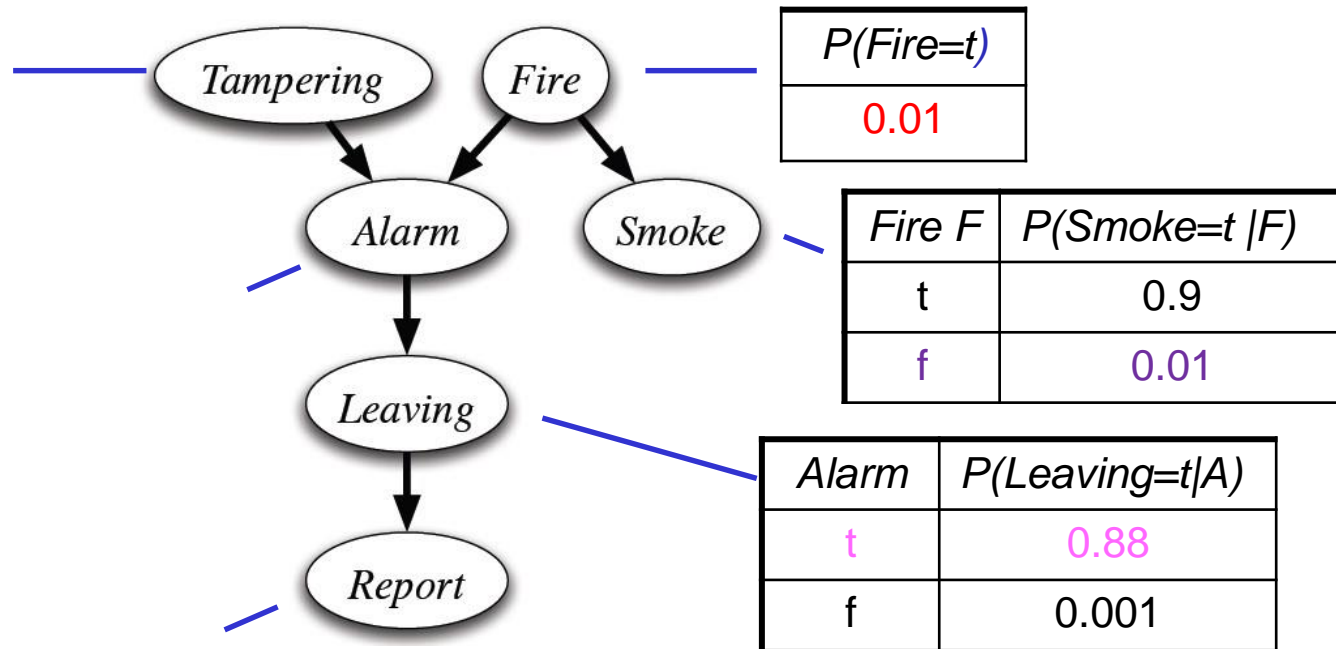 Tampering
Fire
P(Fire=t)
0.01
Alarm
Smoke
Fire F P(Smoke=t |F)
t 0.9
f 0.01
Leaving
Alarm P(Leaving=t|A)
t 0.88
f 0.001
Report